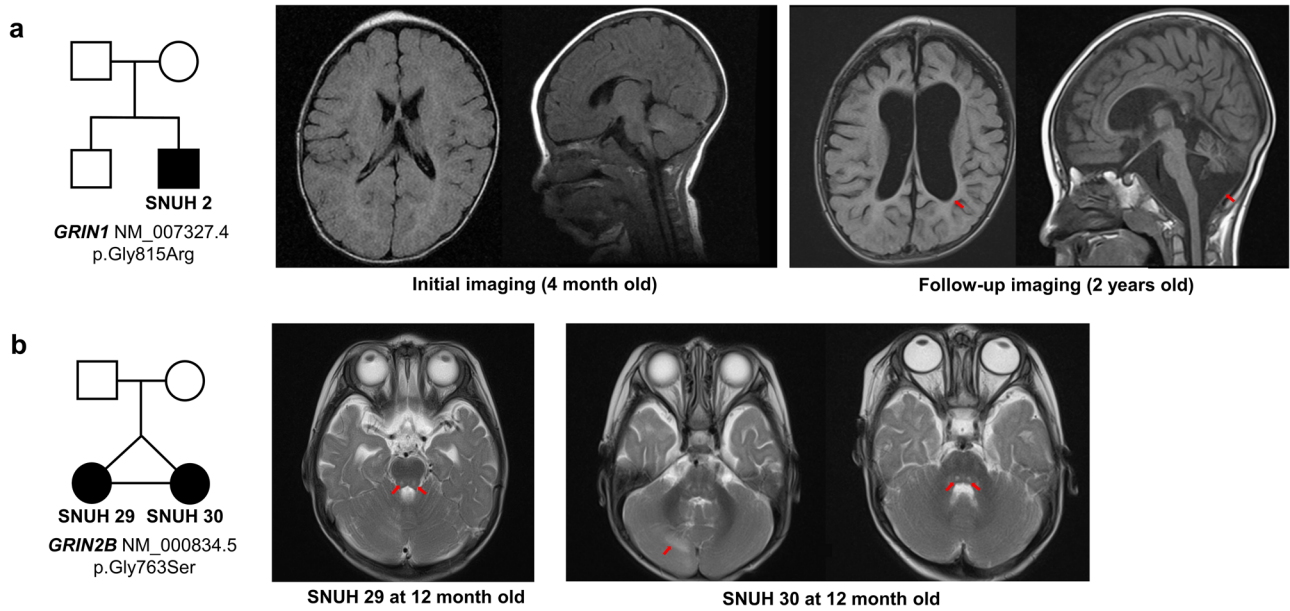 a
SNUH 2
GRIN1 NM_007327.4
p.Gly815Arg
Initial imaging (4 month old)
Follow-up imaging (2 years old)
b
SNUH 29 SNUH 30
GRIN2B NM_000834.5
p.Gly763Ser
SNUH 29 at 12 month old
SNUH 30 at 12 month old